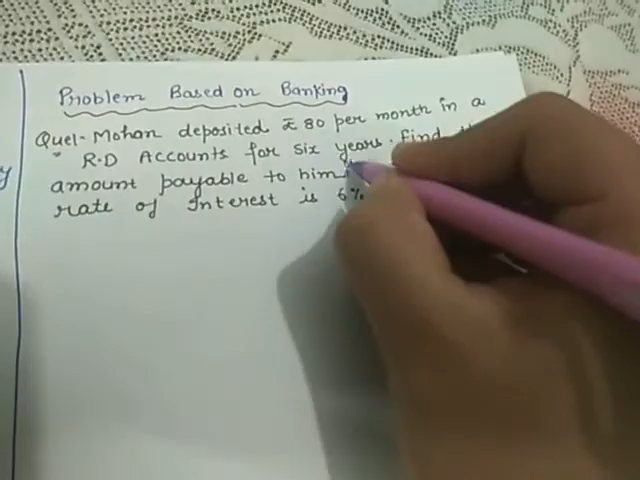 Problem Based on Banking
Que1- Mohan deposited ₹ 80 per month in a
R.D Accounts for six years. Find
amount payable to him
rate of Interest is 6%
y